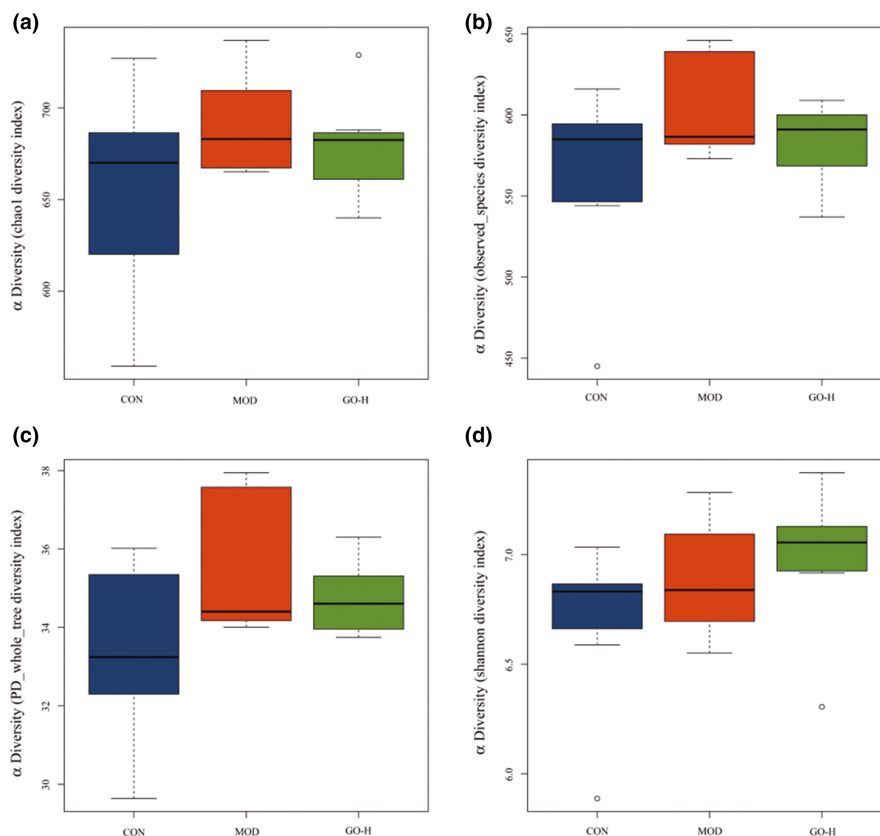 (a)
α Diversity (chao1 diversity index)
700
650
600
CON MOD GO-H
(b)
α Diversity (observed_species diversity index)
650
600
550
500
450
CON MOD GO-H
(c)
α Diversity (PD_whole_tree diversity index)
38
36
34
32
30
CON MOD GO-H
(d)
α Diversity (shannon diversity index)
7.0
6.5
6.0
CON MOD GO-H